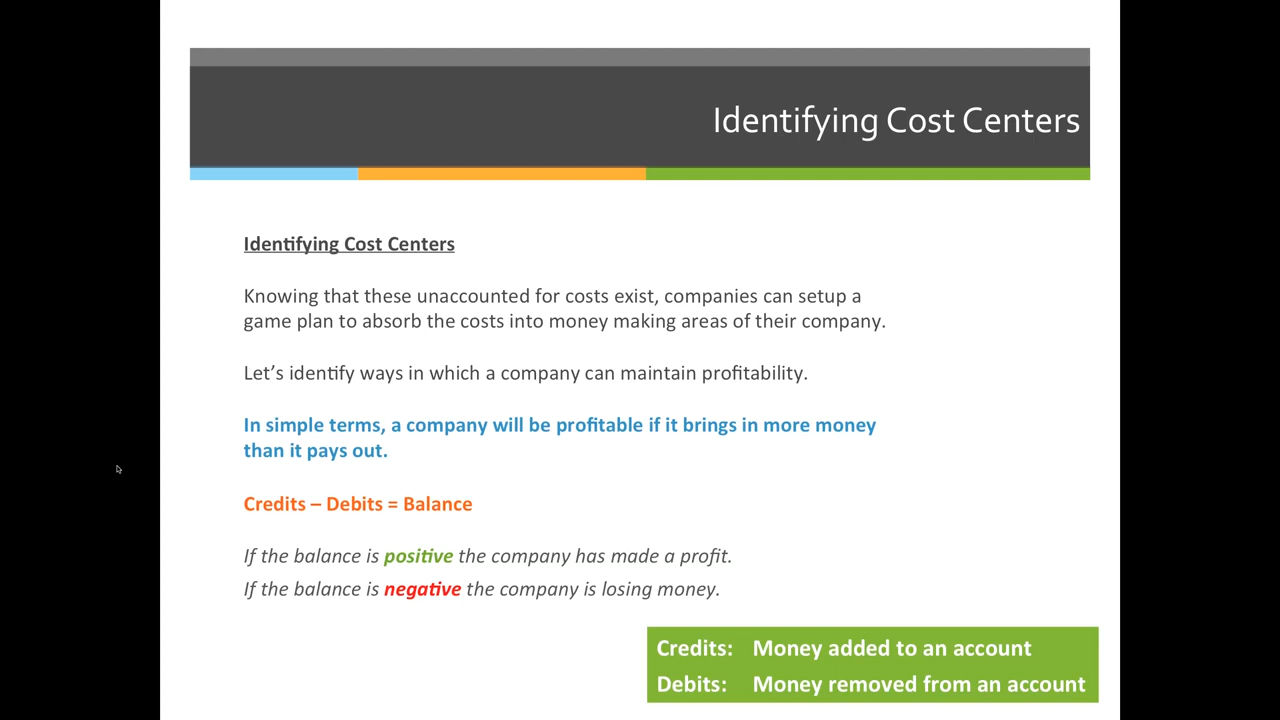 Identifying Cost Centers
Identifying Cost Centers
Knowing that these unaccounted for costs exist, companies can setup a
game plan to absorb the costs into money making areas of their company.
Let’s identify ways in which a company can maintain profitability.
In simple terms, a company will be profitable if it brings in more money
than it pays out.
Credits – Debits = Balance
If the balance is positive the company has made a profit.
If the balance is negative the company is losing money.
Credits: Money added to an account
Debits: Money removed from an account